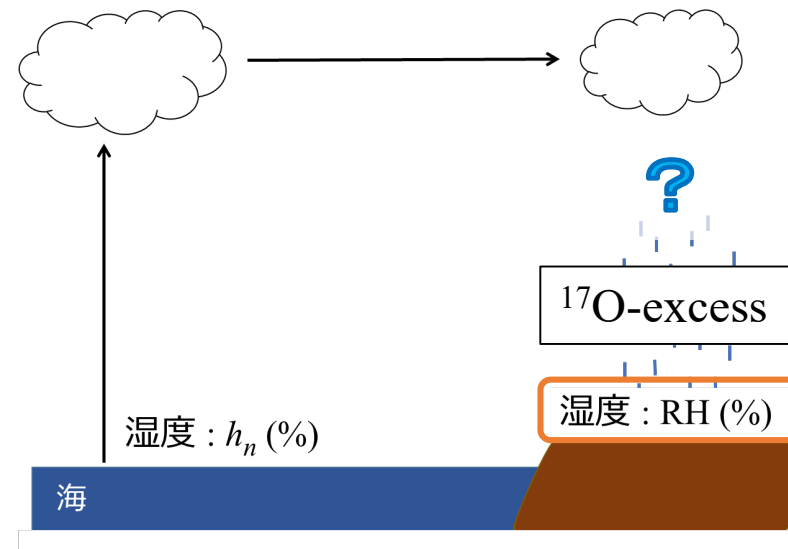 ?
¹⁷O-excess
湿度 : RH (%)
湿度 : hₙ (%)
海